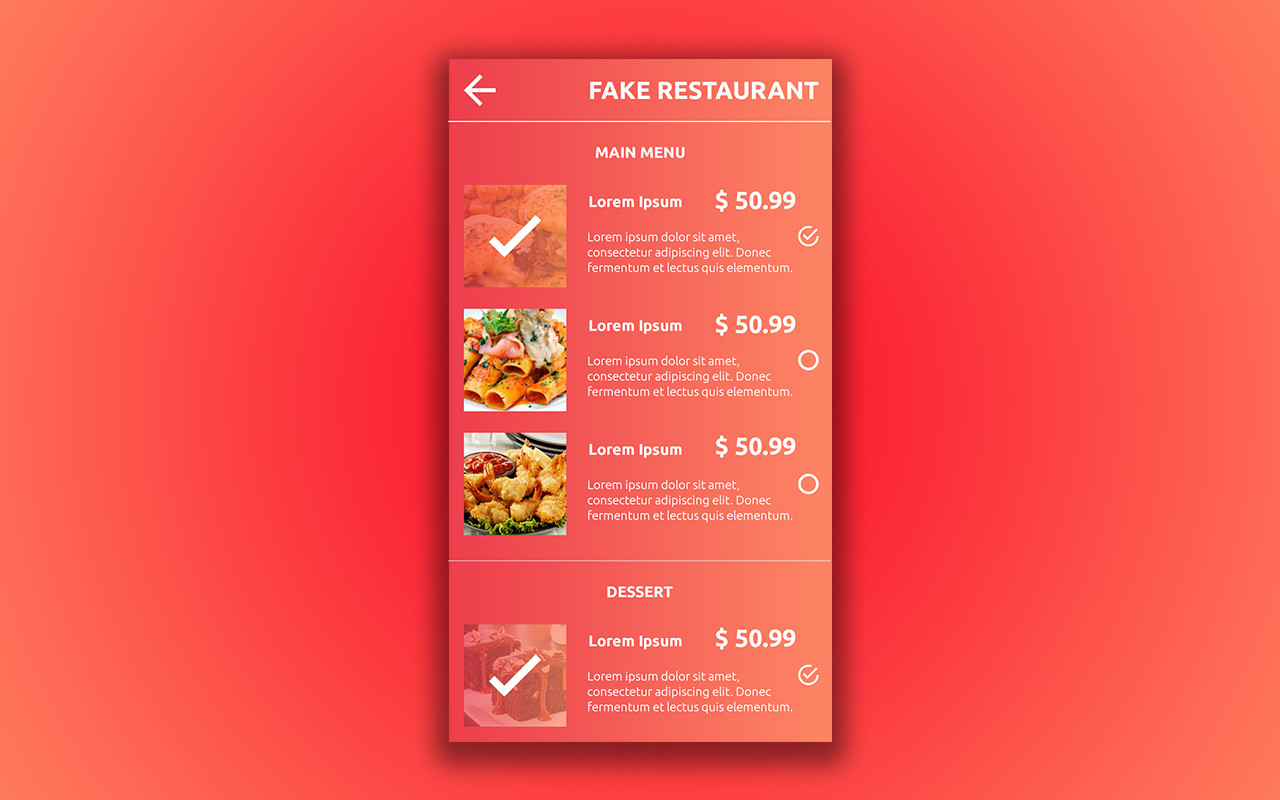 FAKE RESTAURANT
MAIN MENU
Lorem Ipsum $ 50.99
Lorem ipsum dolor sit amet,
consectetur adipiscing elit. Donec
fermentum et lectus quis elementum.
Lorem Ipsum $ 50.99
Lorem ipsum dolor sit amet,
consectetur adipiscing elit. Donec
fermentum et lectus quis elementum.
Lorem Ipsum $ 50.99
Lorem ipsum dolor sit amet,
consectetur adipiscing elit. Donec
fermentum et lectus quis elementum.
DESSERT
Lorem Ipsum $ 50.99
Lorem ipsum dolor sit amet,
consectetur adipiscing elit. Donec
fermentum et lectus quis elementum.